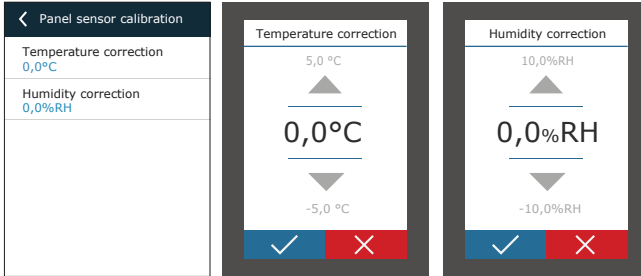 Panel sensor calibration
Temperature correction
0,0°C
Humidity correction
0,0%RH
Temperature correction
5,0 °C
0,0°C
-5,0 °C
Humidity correction
10,0%RH
0,0%RH
-10,0%RH